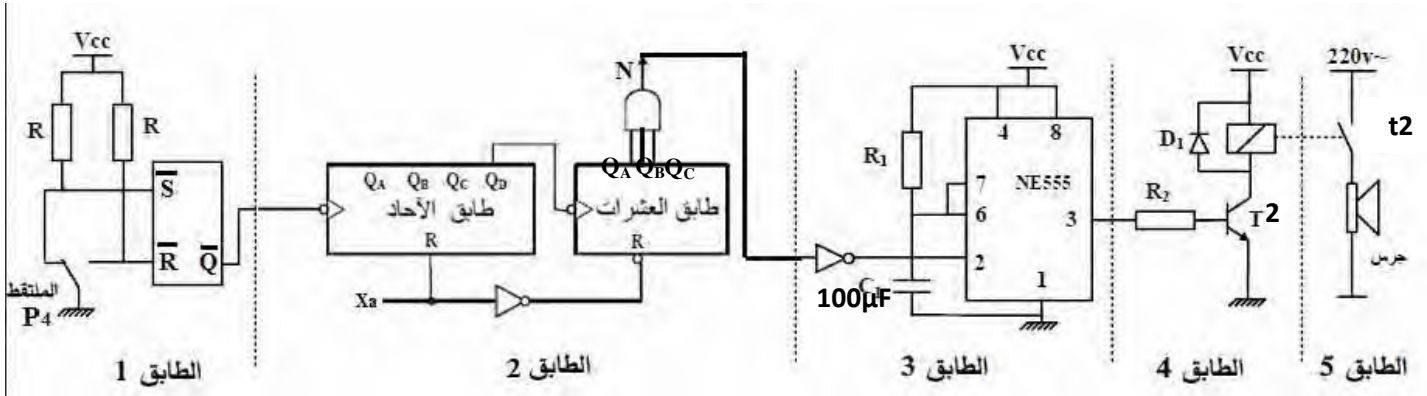 Vcc
R
R
S
R
Q
الملتقط
P4
الطابق 1
QA QB QC QD
طابق الآحاد
R
Xa
N
QA QB QC
طابق العشرات
R
الطابق 2
Vcc
R1
4
8
7
6
2
NE555
3
1
C1
100µF
الطابق 3
Vcc
D1
R2
T2
الطابق 4
220v~
t2
جرس
الطابق 5